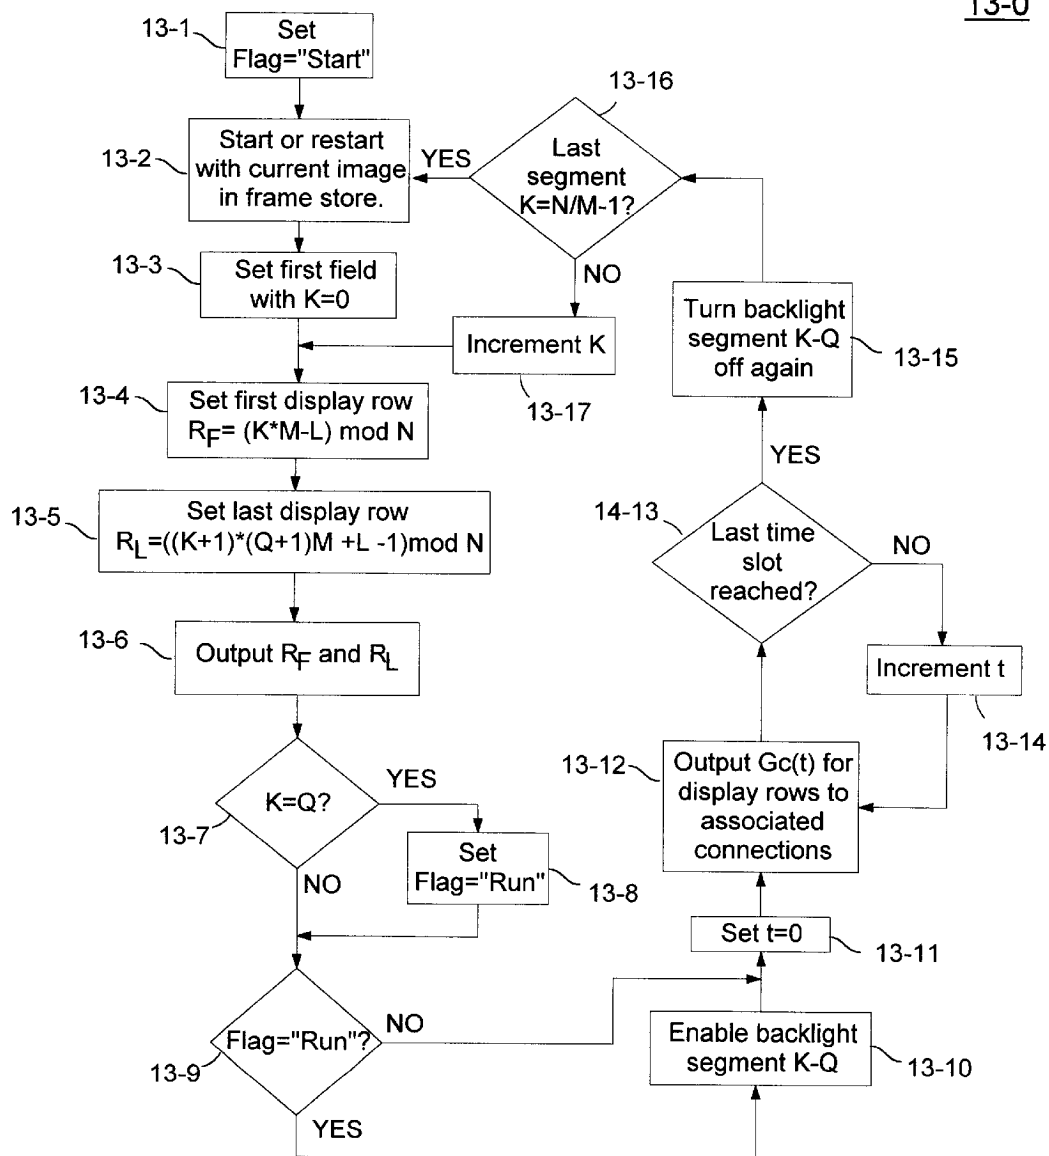 13-0
13-1
Set
Flag="Start"
13-2
Start or restart
with current image
in frame store.
13-3
Set first field
with K=0
13-4
Set first display row
RF= (K*M-L) mod N
13-5
Set last display row
RL=((K+1)*(Q+1)M +L -1)mod N
13-6
Output RF and RL
13-7
K=Q?
YES
NO
Set
Flag="Run"
13-8
13-9
Flag="Run"?
NO
YES
Enable backlight
segment K-Q
13-10
Set t=0
13-11
13-12
Output Gc(t) for
display rows to
associated
connections
14-13
Last time
slot
reached?
NO
Increment t
13-14
YES
Turn backlight
segment K-Q
off again
13-15
13-16
Last
segment
K=N/M-1?
YES
NO
Increment K
13-17